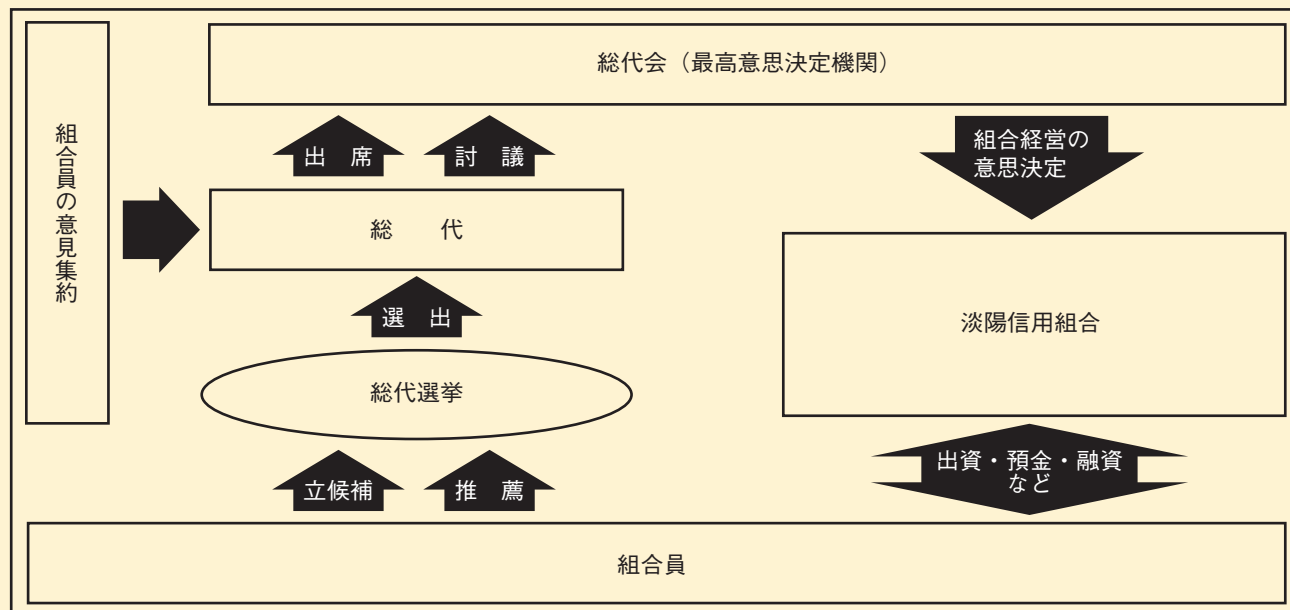 総代会（最高意思決定機関）
組合員の意見集約
出　席
討　議
組合経営の
意思決定
総　　代
選　出
淡陽信用組合
総代選挙
立候補
推　薦
出資・預金・融資
など
組合員